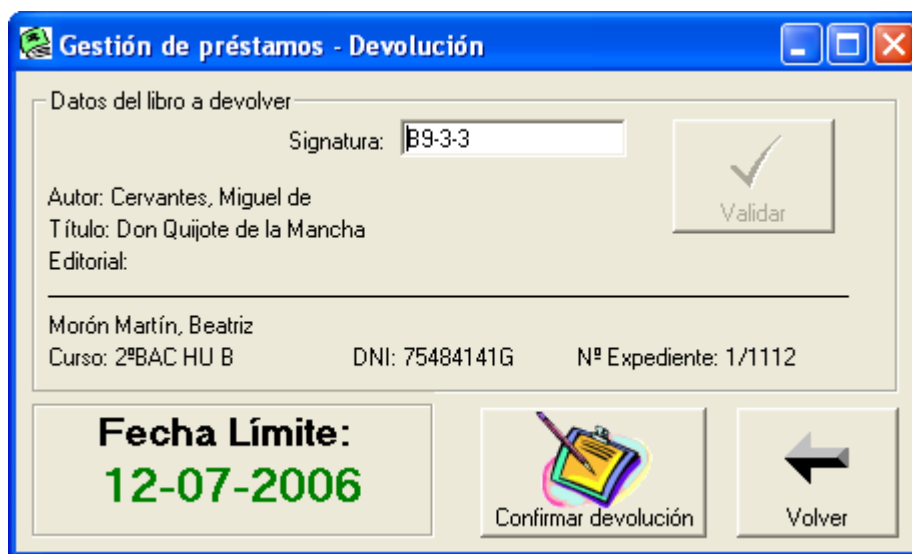 Gestión de préstamos - Devolución
Datos del libro a devolver
Signatura: B9-3-3
Validar
Autor: Cervantes, Miguel de
Título: Don Quijote de la Mancha
Editorial:
Morón Martín, Beatriz
Curso: 2ºBAC HU B DNI: 75484141G Nº Expediente: 1/1112
Fecha Límite:
12-07-2006
Confirmar devolución
Volver